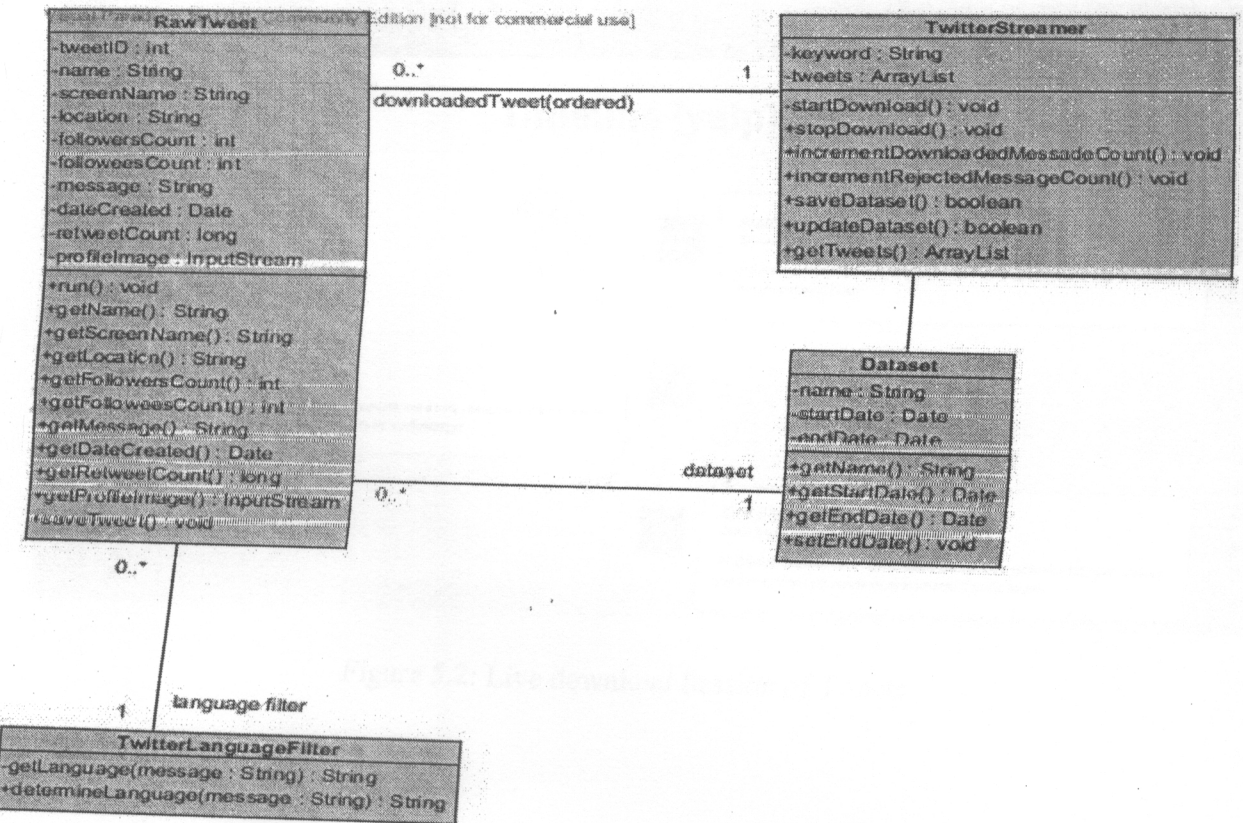 Edition [not for commercial use]
RawTweet
-tweetID : int
-name : String
-screenName : String
-location : String
-followersCount : int
-followeesCount : int
-message : String
-dateCreated : Date
-retweetCount : long
-profileImage : InputStream
+run() : void
+getName() : String
+getScreenName() : String
+getLocation() : String
+getFollowersCount() : int
+getFolloweesCount() : int
+getMessage() : String
+getDateCreated() : Date
+getRetweetCount() : long
+getProfileImage() : InputStream
+saveTweet() : void
0..*
1
downloadedTweet(ordered)
TwitterStreamer
-keyword : String
-tweets : ArrayList
-startDownload() : void
+stopDownload() : void
+incrementDownloadedMessadeCount() : void
+incrementRejectedMessageCount() : void
+saveDataset() : boolean
+updateDataset() : boolean
+getTweets() : ArrayList
Dataset
-name : String
-startDate : Date
-endDate : Date
+getName() : String
+getStartDate() : Date
+getEndDate() : Date
+setEndDate() : void
dataset
0..*
1
0..*
1
language filter
TwitterLanguageFilter
-getLanguage(message : String) : String
+determineLanguage(message : String) : String
Figure 5.2: Live